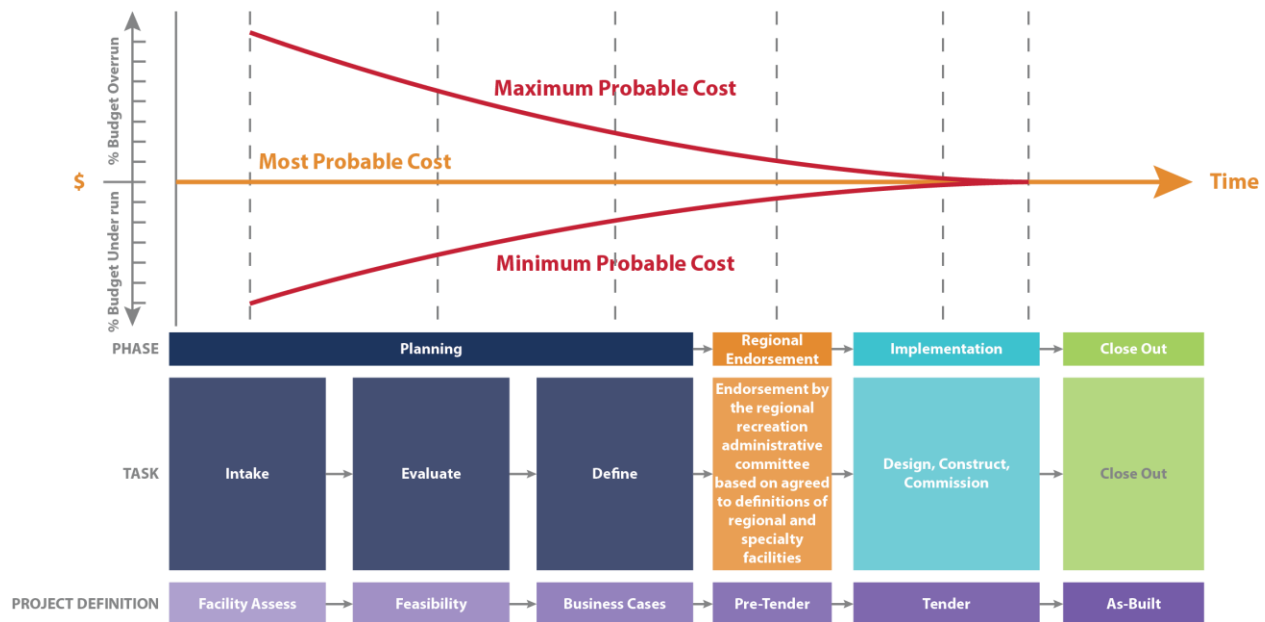 % Budget Overrun
% Budget Under run
$
Maximum Probable Cost
Most Probable Cost
Time
Minimum Probable Cost
PHASE
Planning
Regional
Endorsement
Implementation
Close Out
TASK
Intake
Evaluate
Define
Endorsement by
the regional
recreation
administrative
committee
based on agreed
to definitions of
regional and
specialty
facilities
Design, Construct,
Commission
Close Out
PROJECT DEFINITION
Facility Assess
Feasibility
Business Cases
Pre-Tender
Tender
As-Built